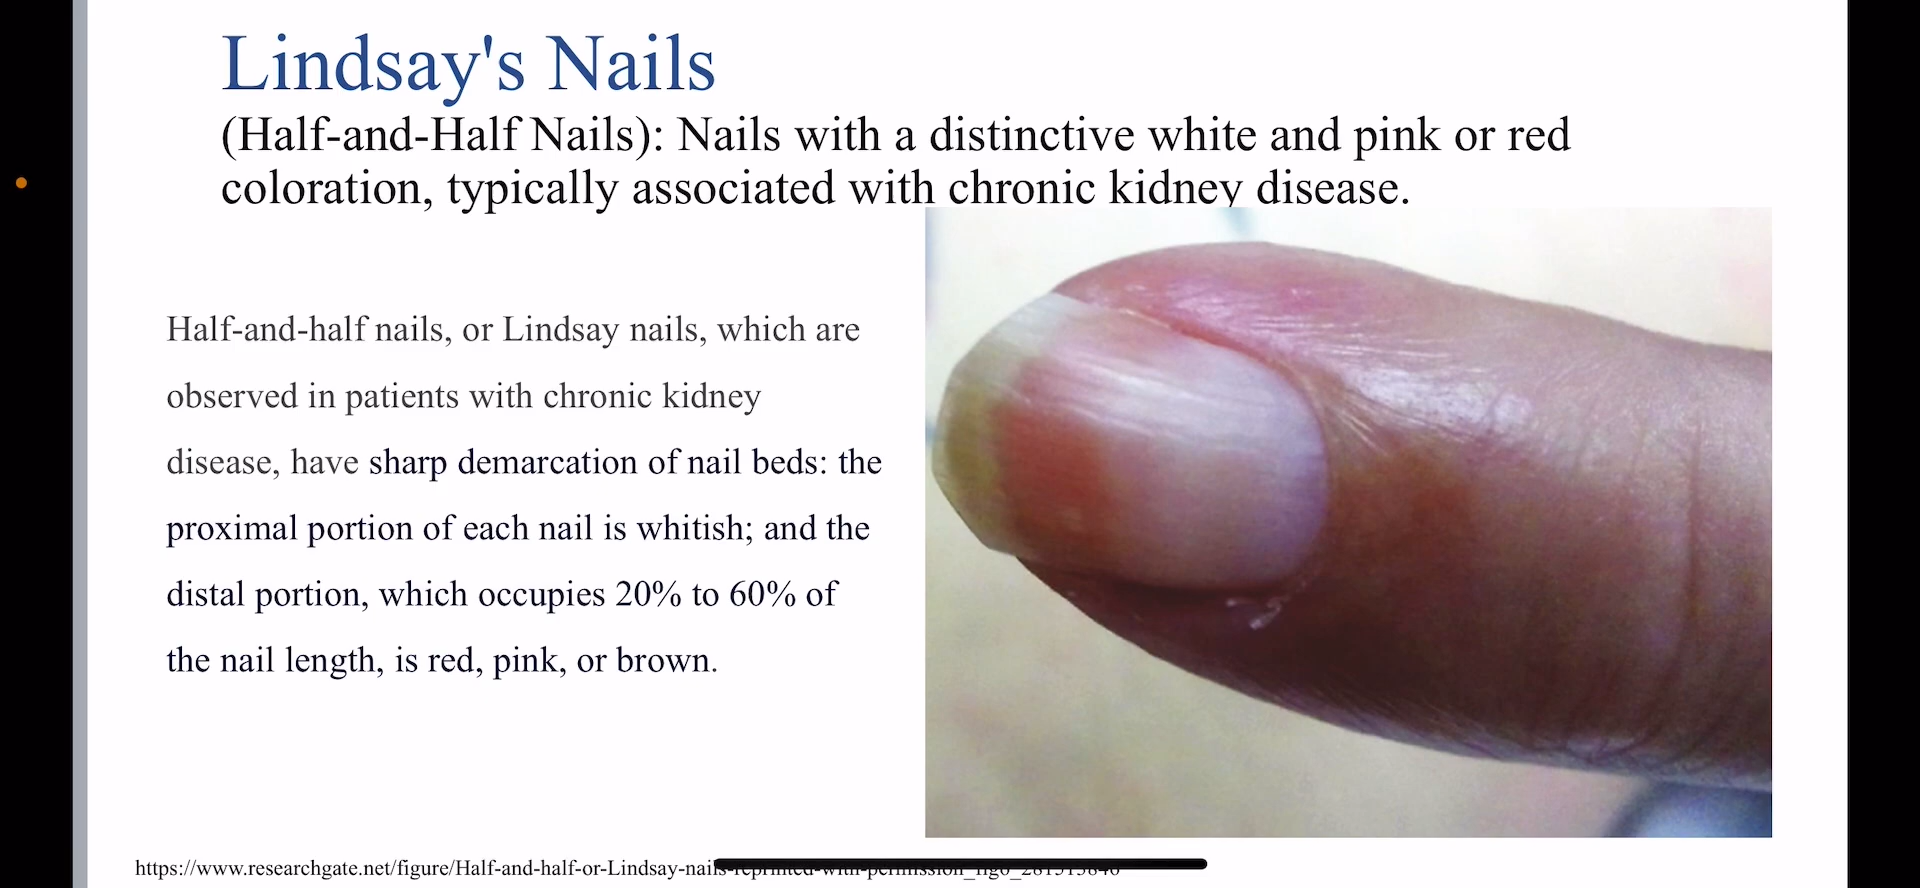 Lindsay's Nails
(Half-and-Half Nails): Nails with a distinctive white and pink or red
coloration, typically associated with chronic kidney disease.
Half-and-half nails, or Lindsay nails, which are
observed in patients with chronic kidney
disease, have sharp demarcation of nail beds: the
proximal portion of each nail is whitish; and the
distal portion, which occupies 20% to 60% of
the nail length, is red, pink, or brown.
https://www.researchgate.net/figure/Half-and-half-or-Lindsay-nails-reprinted-with-permission